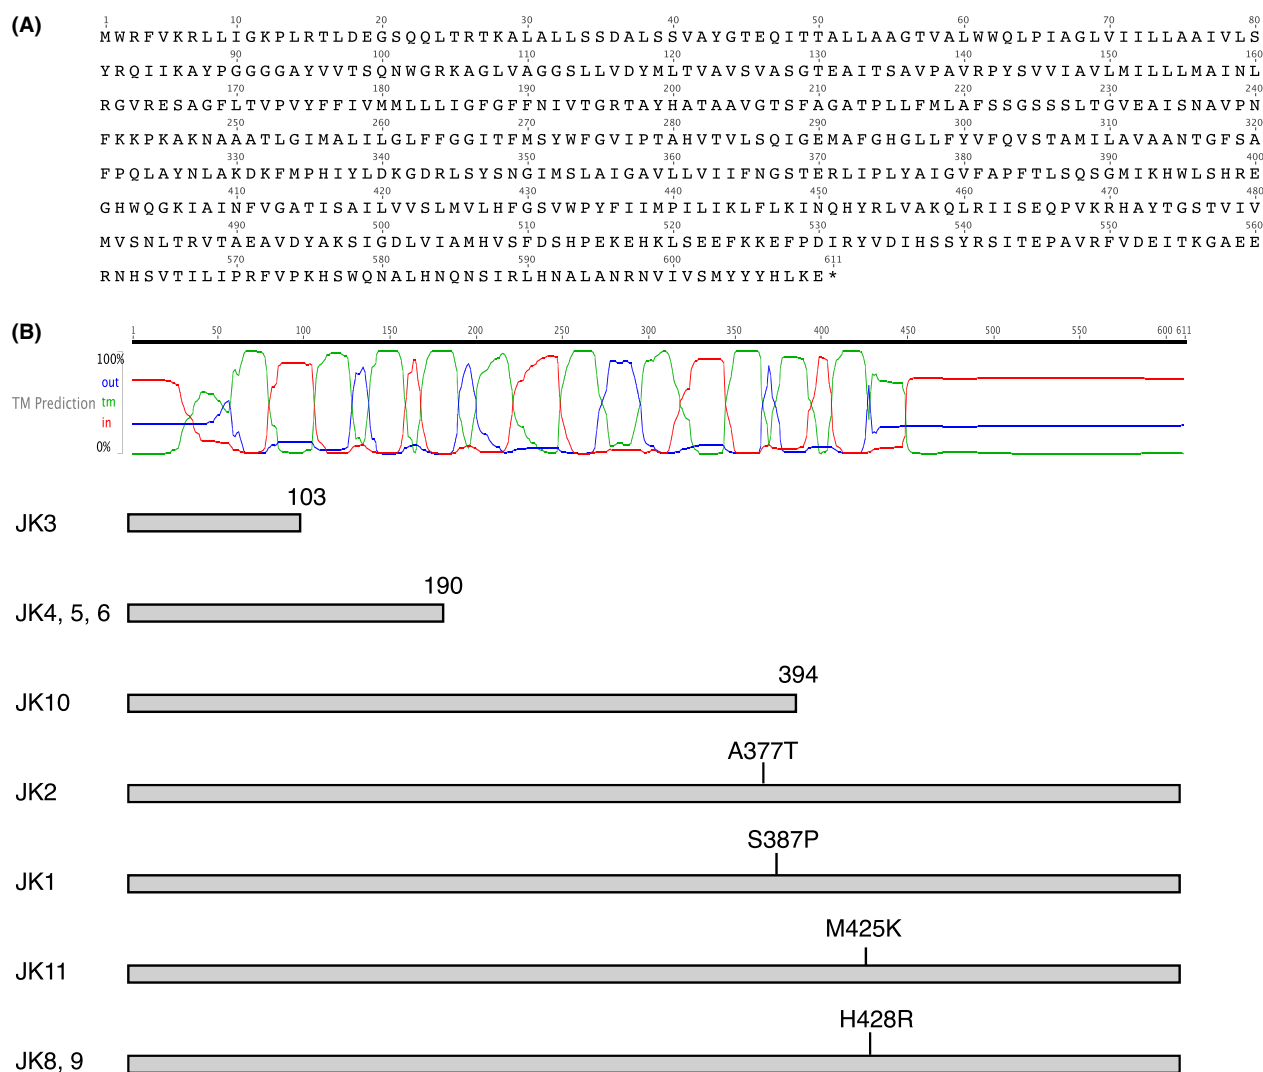 (A)
1 10 20 30 40 50 60 70 80
MWRFVKRLLIGKPLRTLDEGSQQLTRTKALALLSSDALSSVAYGTEQITTALLAAGTVALWWQLPIAGLVIILLAAIVLS
90 100 110 120 130 140 150 160
YRQIIKAYPGGGGAYVVTSQNWGRKAGLVAGGSLLVDYMLTVAVSVASGTEAITSAVPAVRPYSVVIAVLMILLLMAINL
170 180 190 200 210 220 230 240
RGVRESAGFLTVPVYFFIVMMLLLIGFGFFNIVTGRTAYHATAAVGTSFAGATPLLFMLAFSSGSSSLTGVEAISNAVPN
250 260 270 280 290 300 310 320
FKKPKAKNAAATLGIMALILGLFFGGITFMSYWFGVIPTAHVTVLSQIGEMAFGHGLLFYVFQVSTAMILAVAANTGFSA
330 340 350 360 370 380 390 400
FPQLAYNLAKDKFMPHIYLDKGDRLSYSNGIMSLAIGAVLLVIIFNGSTERLIPLYAIGVFAPFTLSQSGMIKHWLSHRE
410 420 430 440 450 460 470 480
GHWQGKIAINFVGATISAILVVSLMVLHFGSVWPYFIIMPILIKLFLKINQHYRLVAKQLRIISEQPVKRHAYTGSTVIV
490 500 510 520 530 540 550 560
MVSNLTRVTAEAVDYAKSIGDLVIAMHVSFDSHPEKEHKLSEEFKKEFPDIRYVDIHSSYRSITEPAVRFVDEITKGAEE
570 580 590 600 611
RNHSVTILIPRFVPKHSWQNALHNQNSIRLHNALANRNVIVSMYYYHLKE*
(B)
1 50 100 150 200 250 300 350 400 450 500 550 600 611
100%
out
TM Prediction tm
in
0%
103
JK3
190
JK4, 5, 6
394
JK10
A377T
JK2
S387P
JK1
M425K
JK11
H428R
JK8, 9